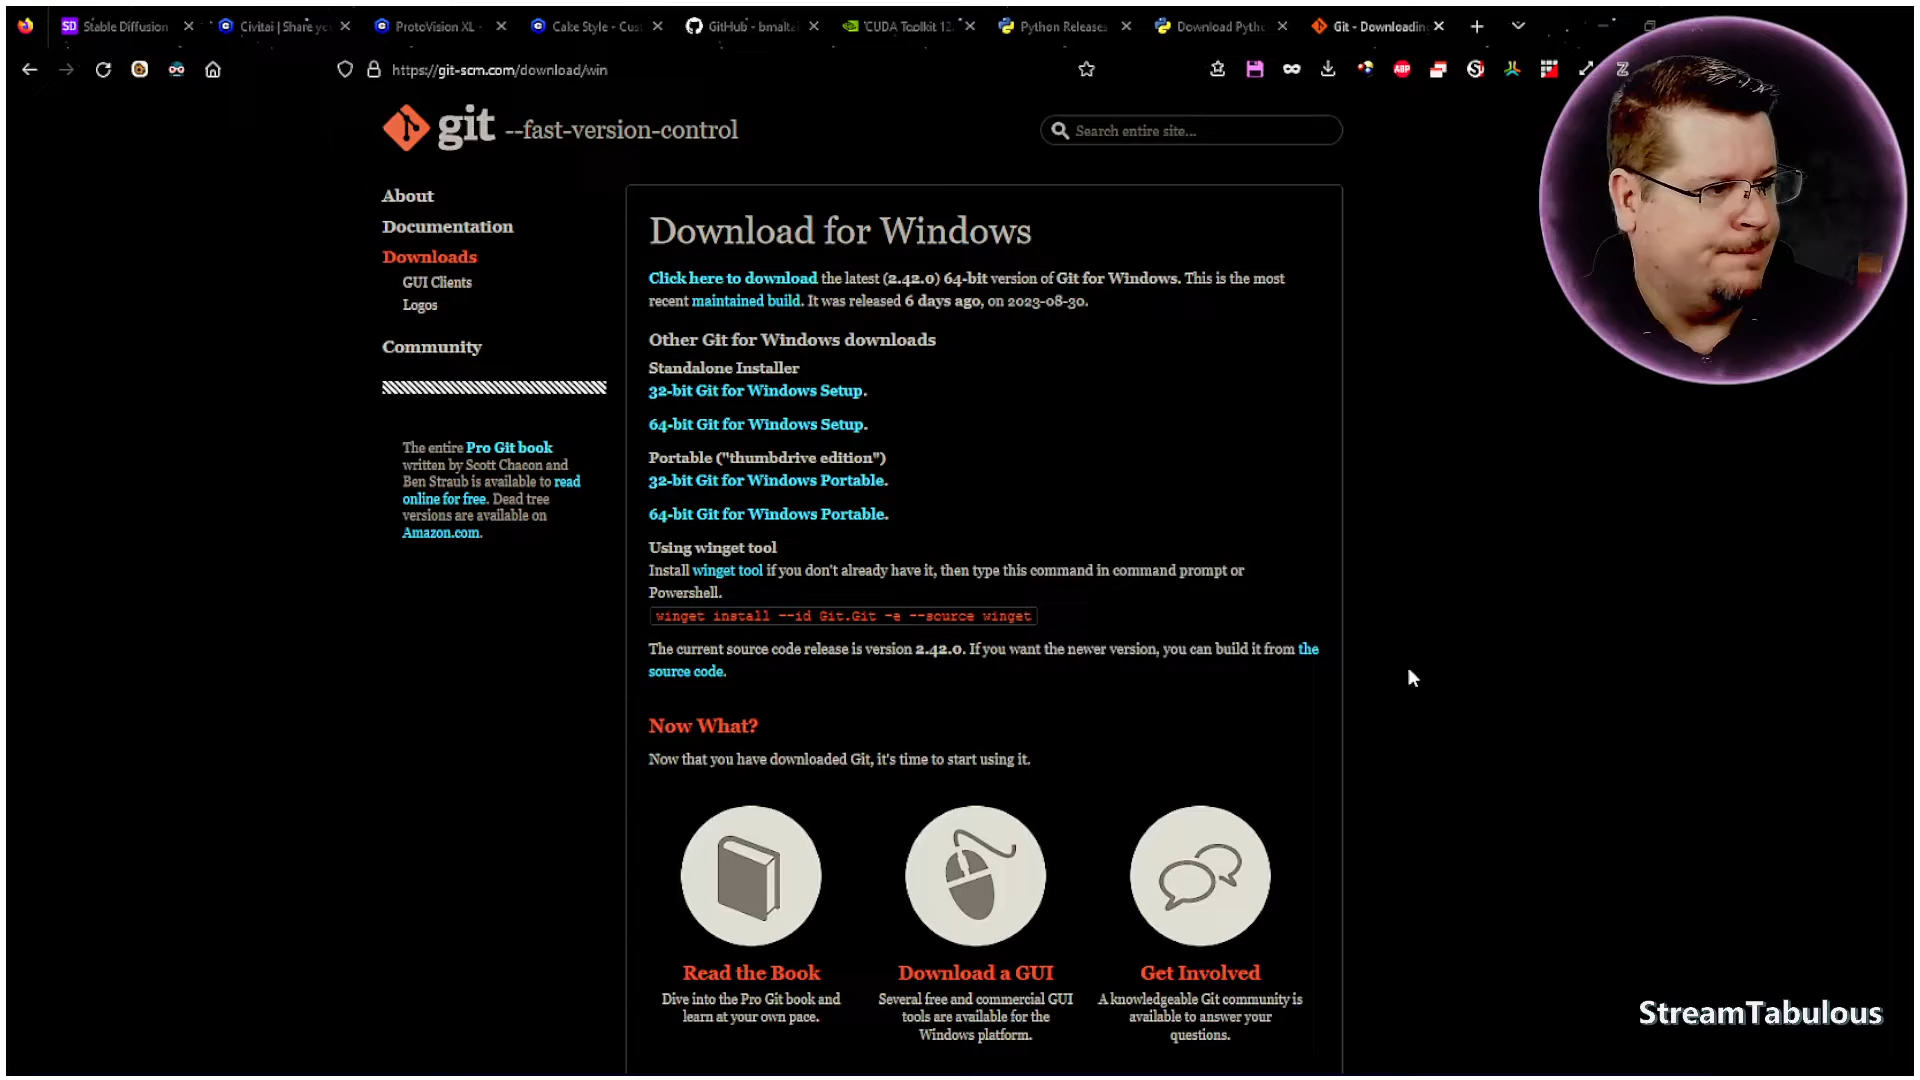 Stable Diffusion
Civitai | Share yo
ProtoVision XL -
Cake Style - Cus
GitHub - bmalta
CUDA Toolkit 12.
Python Releases
Download Pyth
Git - Downloading
https://git-scm.com/download/win
git --fast-version-control
Search entire site...
About
Documentation
Downloads
GUI Clients
Logos
Community
The entire Pro Git book
written by Scott Chacon and
Ben Straub is available to read
online for free. Dead tree
versions are available on
Amazon.com.
Download for Windows
Click here to download the latest (2.42.0) 64-bit version of Git for Windows. This is the most
recent maintained build. It was released 6 days ago, on 2023-08-30.
Other Git for Windows downloads
Standalone Installer
32-bit Git for Windows Setup.
64-bit Git for Windows Setup.
Portable ("thumbdrive edition")
32-bit Git for Windows Portable.
64-bit Git for Windows Portable.
Using winget tool
Install winget tool if you don't already have it, then type this command in command prompt or
Powershell.
winget install --id Git.Git -e --source winget
The current source code release is version 2.42.0. If you want the newer version, you can build it from the
source code.
Now What?
Now that you have downloaded Git, it's time to start using it.
Read the Book
Dive into the Pro Git book and
learn at your own pace.
Download a GUI
Several free and commercial GUI
tools are available for the
Windows platform.
Get Involved
A knowledgeable Git community is
available to answer your
questions.
StreamTabulous